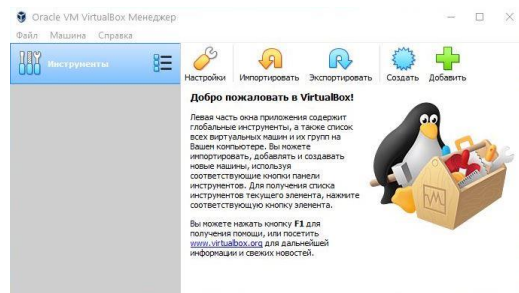 Oracle VM VirtualBox Менеджер
Файл Машина Справка
Инструменты
Настройки Импортировать Экспортировать Создать Добавить
Добро пожаловать в VirtualBox!
Левая часть окна приложения содержит
глобальные инструменты, а также список
всех виртуальных машин и их групп на
Вашем компьютере. Вы можете
импортировать, добавлять и создавать
новые машины, используя
соответствующие кнопки панели
инструментов. Для получения списка
инструментов текущего элемента, нажмите
соответствующую кнопку элемента.
Вы можете нажать кнопку F1 для
получения помощи, или посетить
www.virtualbox.org для дальнейшей
информации и свежих новостей.
VM